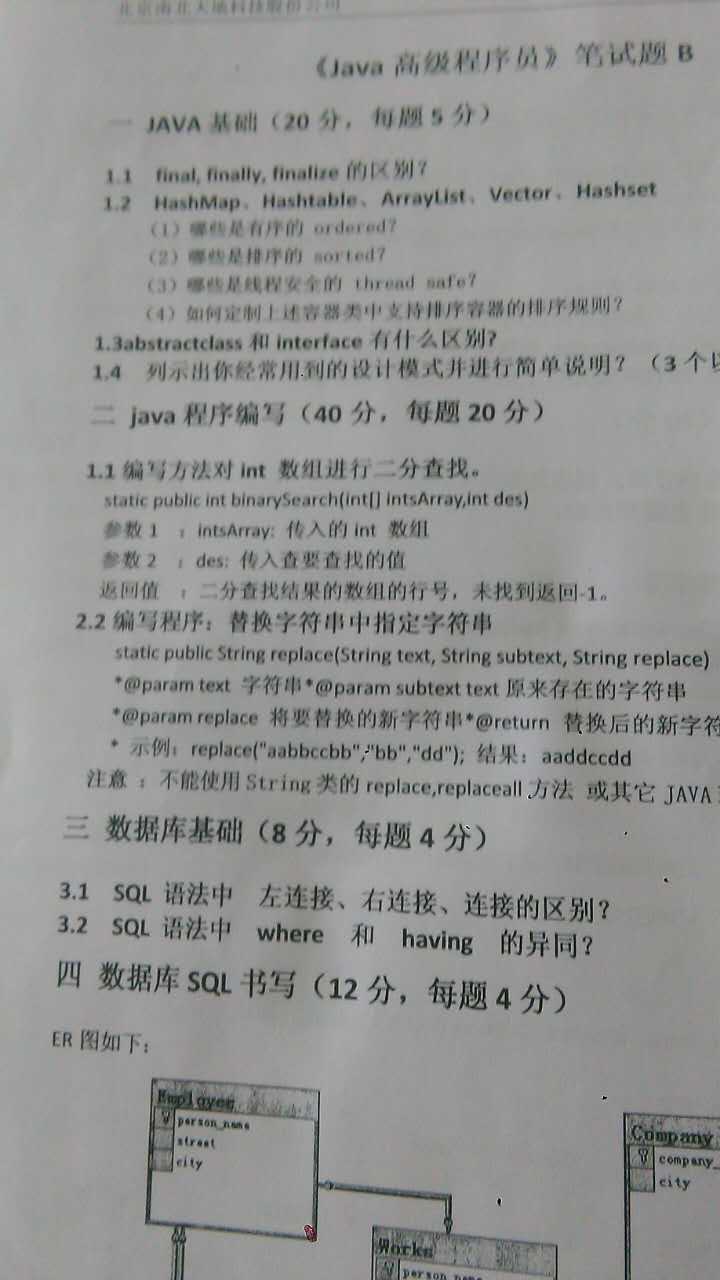 北京南北天地科技股份公司
《Java 高级程序员》 笔试题 B
一 JAVA 基础（20 分，每题 5 分）
1.1 final, finally, finalize 的区别？
1.2 HashMap、Hashtable、ArrayList、Vector、Hashset
（1）哪些是有序的 ordered?
（2）哪些是排序的 sorted?
（3）哪些是线程安全的 thread safe?
（4）如何定制上述容器类中支持排序容器的排序规则？
1.3abstractclass 和 interface 有什么区别?
1.4 列示出你经常用到的设计模式并进行简单说明？（3 个
二 java 程序编写（40 分，每题 20 分）
1.1 编写方法对 int 数组进行二分查找。
static public int binarySearch(int[] intsArray,int des)
参数 1 ：intsArray: 传入的 int 数组
参数 2 ：des: 传入查要查找的值
返回值 ：二分查找结果的数组的行号，未找到返回-1。
2.2 编写程序：替换字符串中指定字符串
static public String replace(String text, String subtext, String replace)
*@param text 字符串*@param subtext text 原来存在的字符串
*@param replace 将要替换的新字符串*@return 替换后的新字符
* 示例：replace("aabbccbb","bb","dd"); 结果：aaddccdd
注意 ：不能使用 String 类的 replace,replaceall 方法 或其它 JAVA
三 数据库基础（8 分，每题 4 分）
3.1 SQL 语法中 左连接、右连接、连接的区别？
3.2 SQL 语法中 where 和 having 的异同？
四 数据库 SQL 书写（12 分，每题 4 分）
ER 图如下：
Employee
person_name
street
city
Company
company_
city
Works
person_name